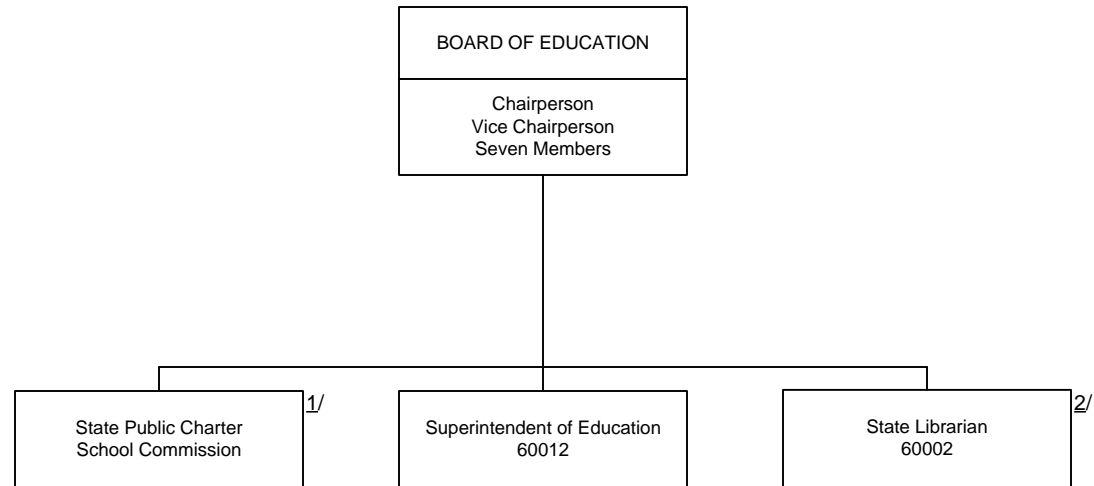 BOARD OF EDUCATION
Chairperson
Vice Chairperson
Seven Members
State Public Charter
School Commission
1/
Superintendent of Education
60012
State Librarian
60002
2/